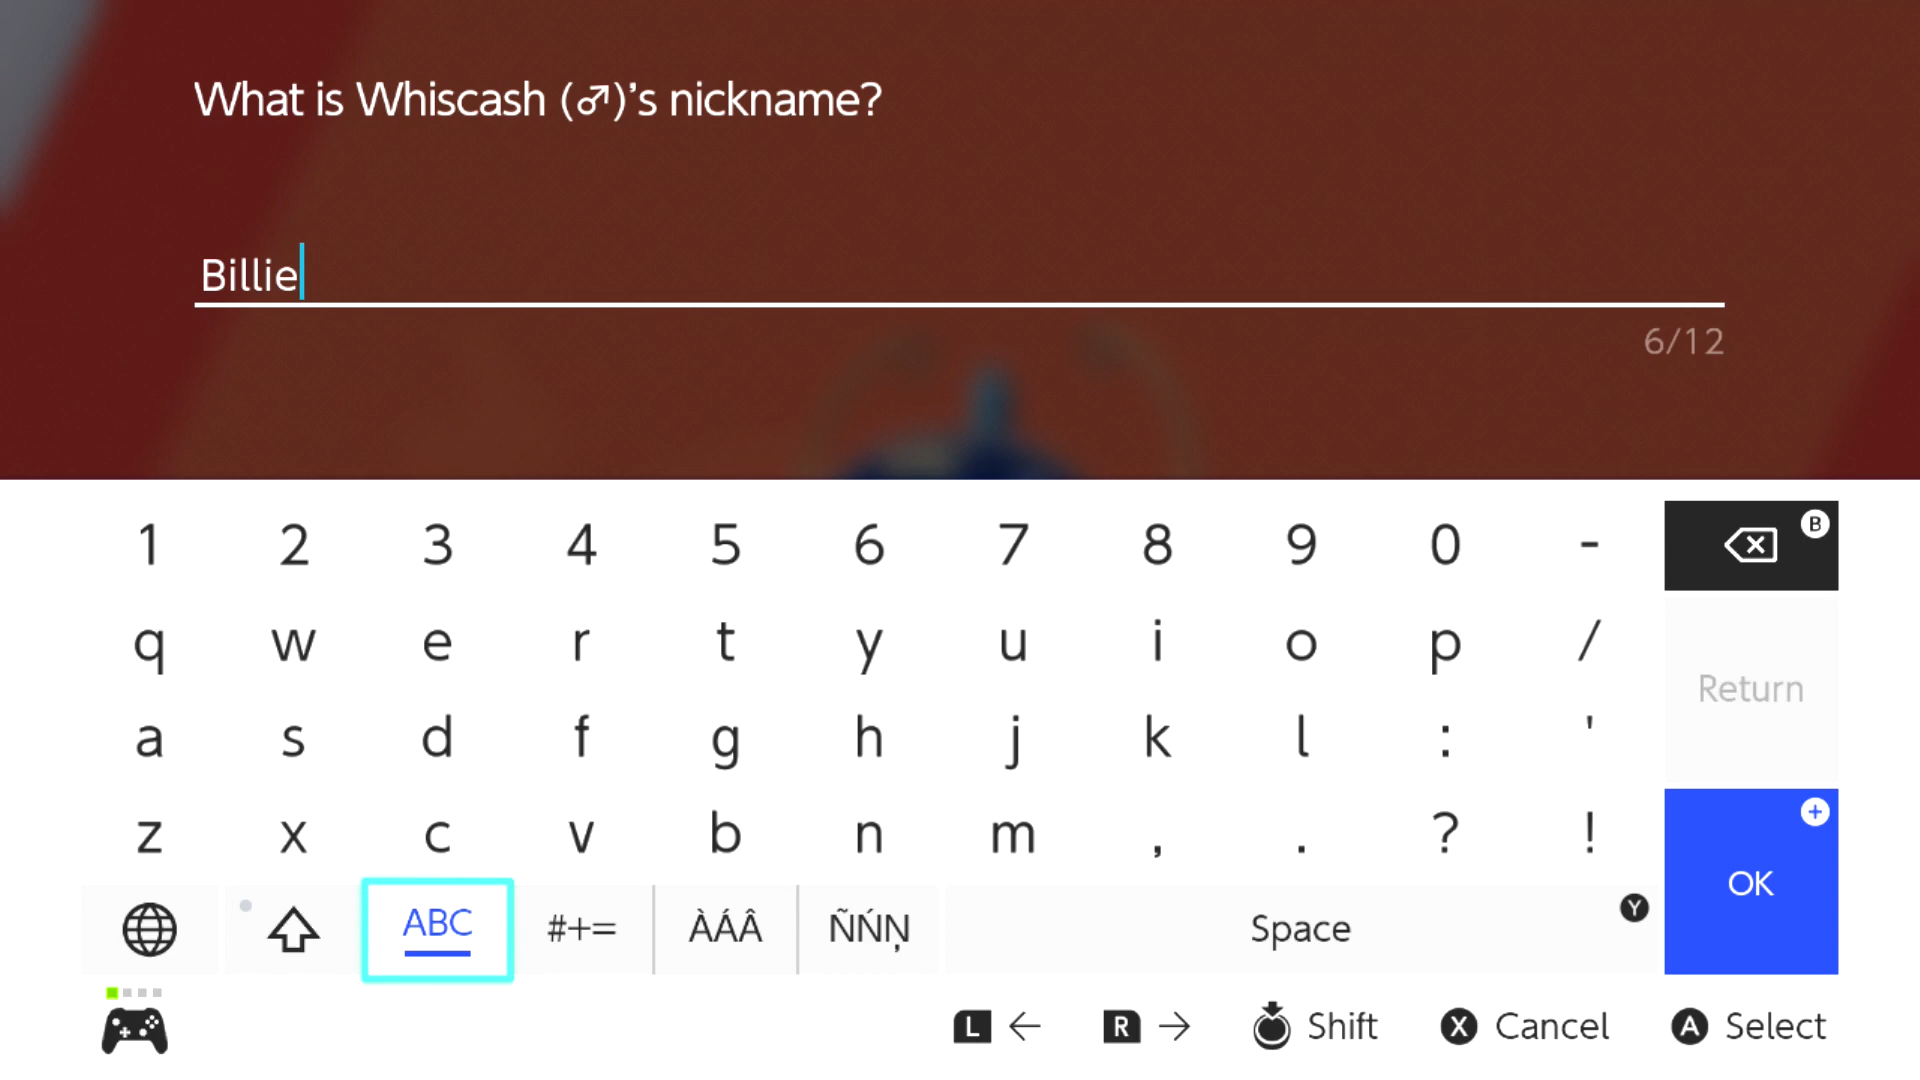 What is Whiscash (♂)’s nickname?
Billie
6/12
1 2 3 4 5 6 7 8 9 0 -
B
q w e r t y u i o p /
Return
a s d f g h j k l : '
z x c v b n m , . ? !
+
OK
ABC #+= ÀÁÂ ÑŃŅ Space Y
L ← R → Shift X Cancel A Select